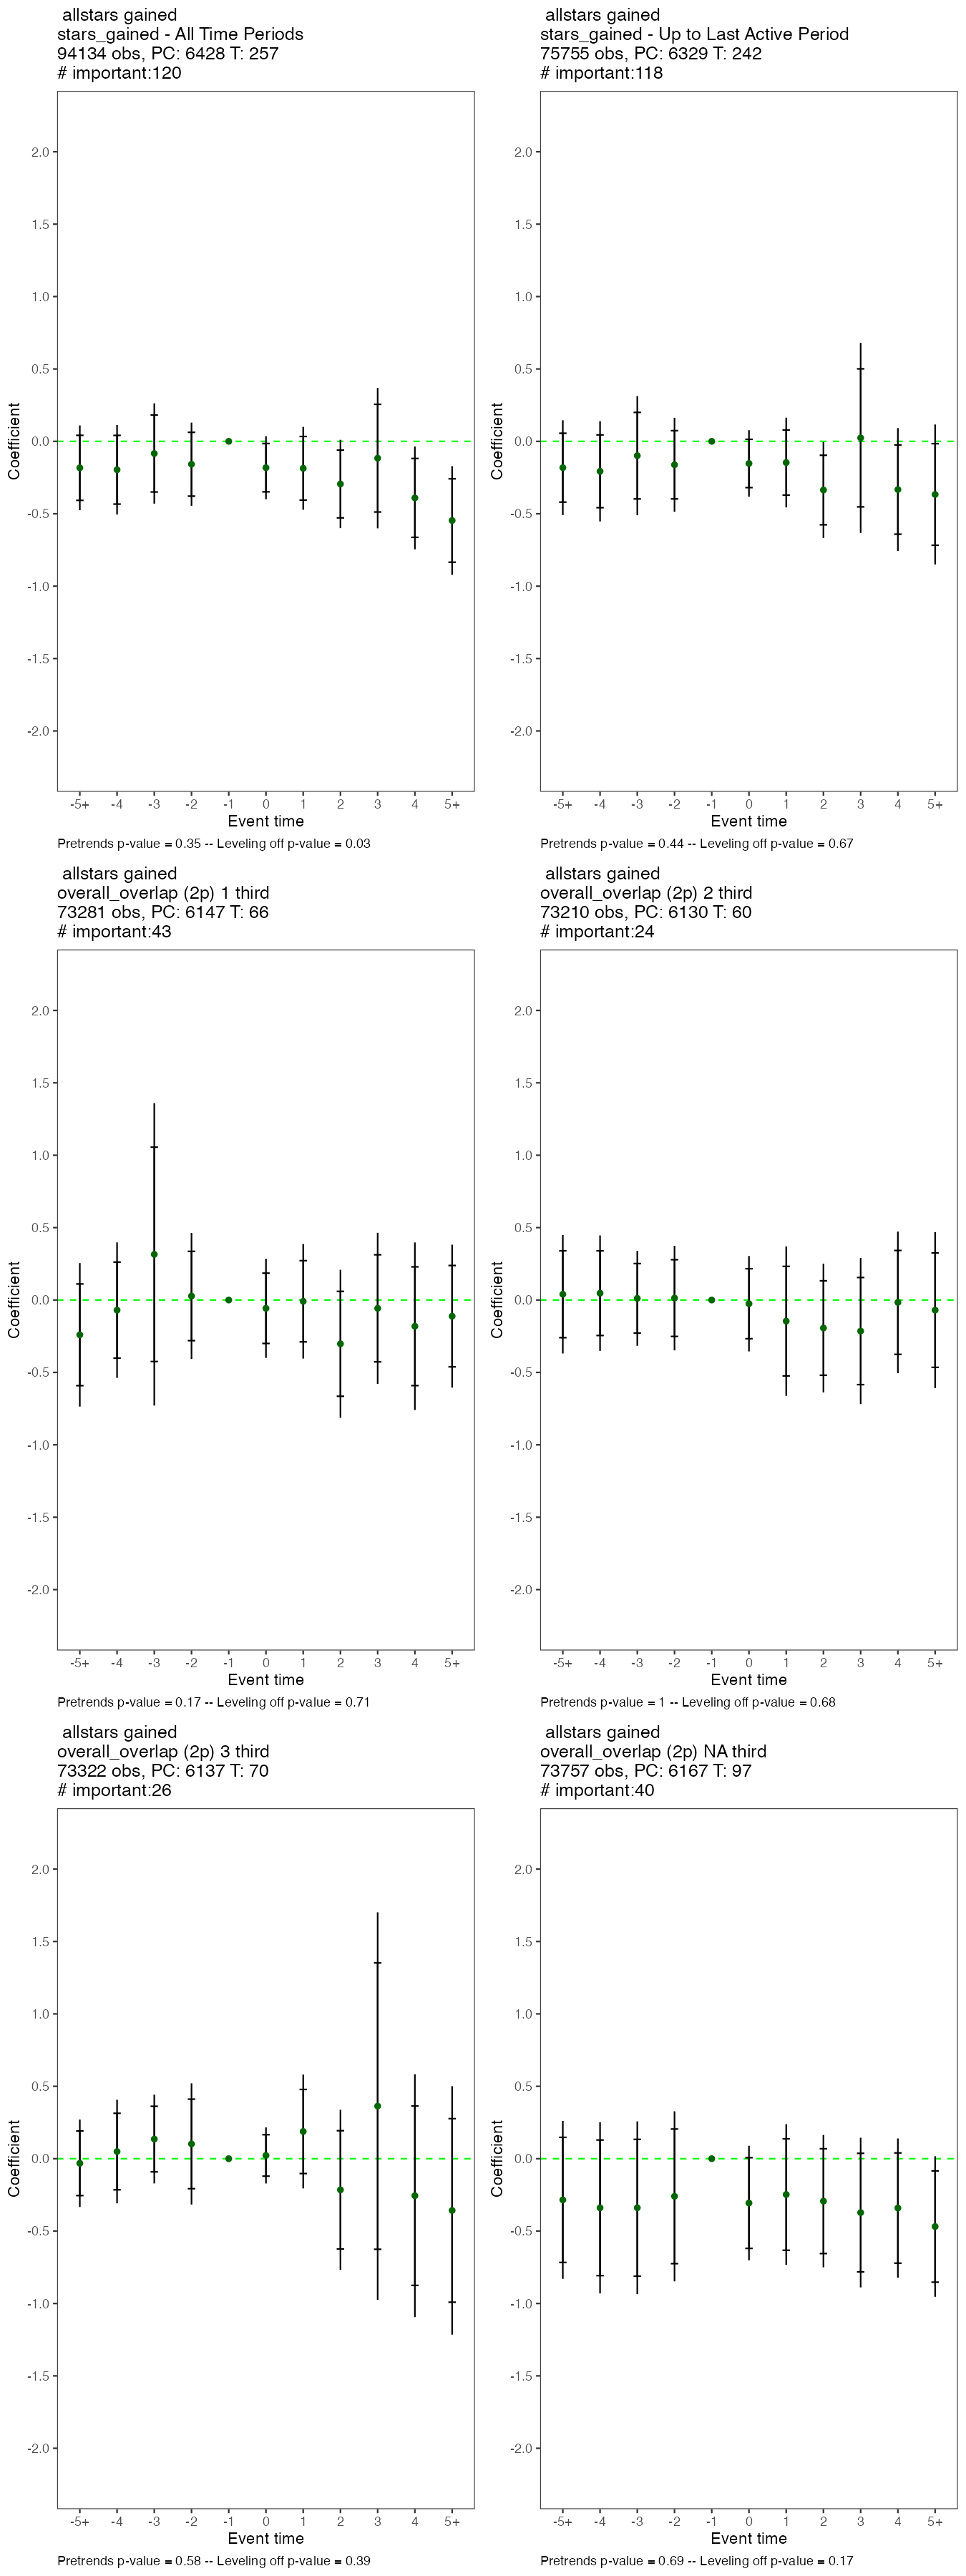 allstars gained
stars_gained - All Time Periods
94134 obs, PC: 6428 T: 257
# important:120
2.0
1.5
1.0
0.5
0.0
-0.5
-1.0
-1.5
-2.0
Coefficient
-5+ -4 -3 -2 -1 0 1 2 3 4 5+
Event time
Pretrends p-value = 0.35 -- Leveling off p-value = 0.03
allstars gained
stars_gained - Up to Last Active Period
75755 obs, PC: 6329 T: 242
# important:118
2.0
1.5
1.0
0.5
0.0
-0.5
-1.0
-1.5
-2.0
Coefficient
-5+ -4 -3 -2 -1 0 1 2 3 4 5+
Event time
Pretrends p-value = 0.44 -- Leveling off p-value = 0.67
allstars gained
overall_overlap (2p) 1 third
73281 obs, PC: 6147 T: 66
# important:43
2.0
1.5
1.0
0.5
0.0
-0.5
-1.0
-1.5
-2.0
Coefficient
-5+ -4 -3 -2 -1 0 1 2 3 4 5+
Event time
Pretrends p-value = 0.17 -- Leveling off p-value = 0.71
allstars gained
overall_overlap (2p) 2 third
73210 obs, PC: 6130 T: 60
# important:24
2.0
1.5
1.0
0.5
0.0
-0.5
-1.0
-1.5
-2.0
Coefficient
-5+ -4 -3 -2 -1 0 1 2 3 4 5+
Event time
Pretrends p-value = 1 -- Leveling off p-value = 0.68
allstars gained
overall_overlap (2p) 3 third
73322 obs, PC: 6137 T: 70
# important:26
2.0
1.5
1.0
0.5
0.0
-0.5
-1.0
-1.5
-2.0
Coefficient
-5+ -4 -3 -2 -1 0 1 2 3 4 5+
Event time
Pretrends p-value = 0.58 -- Leveling off p-value = 0.39
allstars gained
overall_overlap (2p) NA third
73757 obs, PC: 6167 T: 97
# important:40
2.0
1.5
1.0
0.5
0.0
-0.5
-1.0
-1.5
-2.0
Coefficient
-5+ -4 -3 -2 -1 0 1 2 3 4 5+
Event time
Pretrends p-value = 0.69 -- Leveling off p-value = 0.17